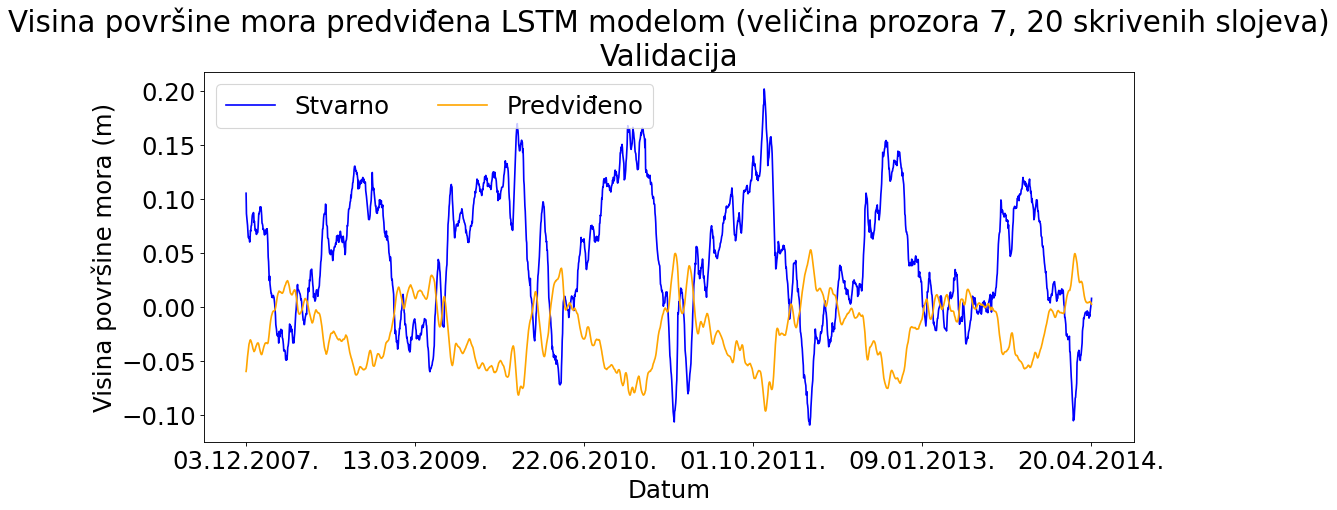 Visina površine mora predviđena LSTM modelom (veličina prozora 7, 20 skrivenih slojeva)
Validacija
Stvarno Predviđeno
Visina površine mora (m)
0.20
0.15
0.10
0.05
0.00
−0.05
−0.10
03.12.2007. 13.03.2009. 22.06.2010. 01.10.2011. 09.01.2013. 20.04.2014.
Datum